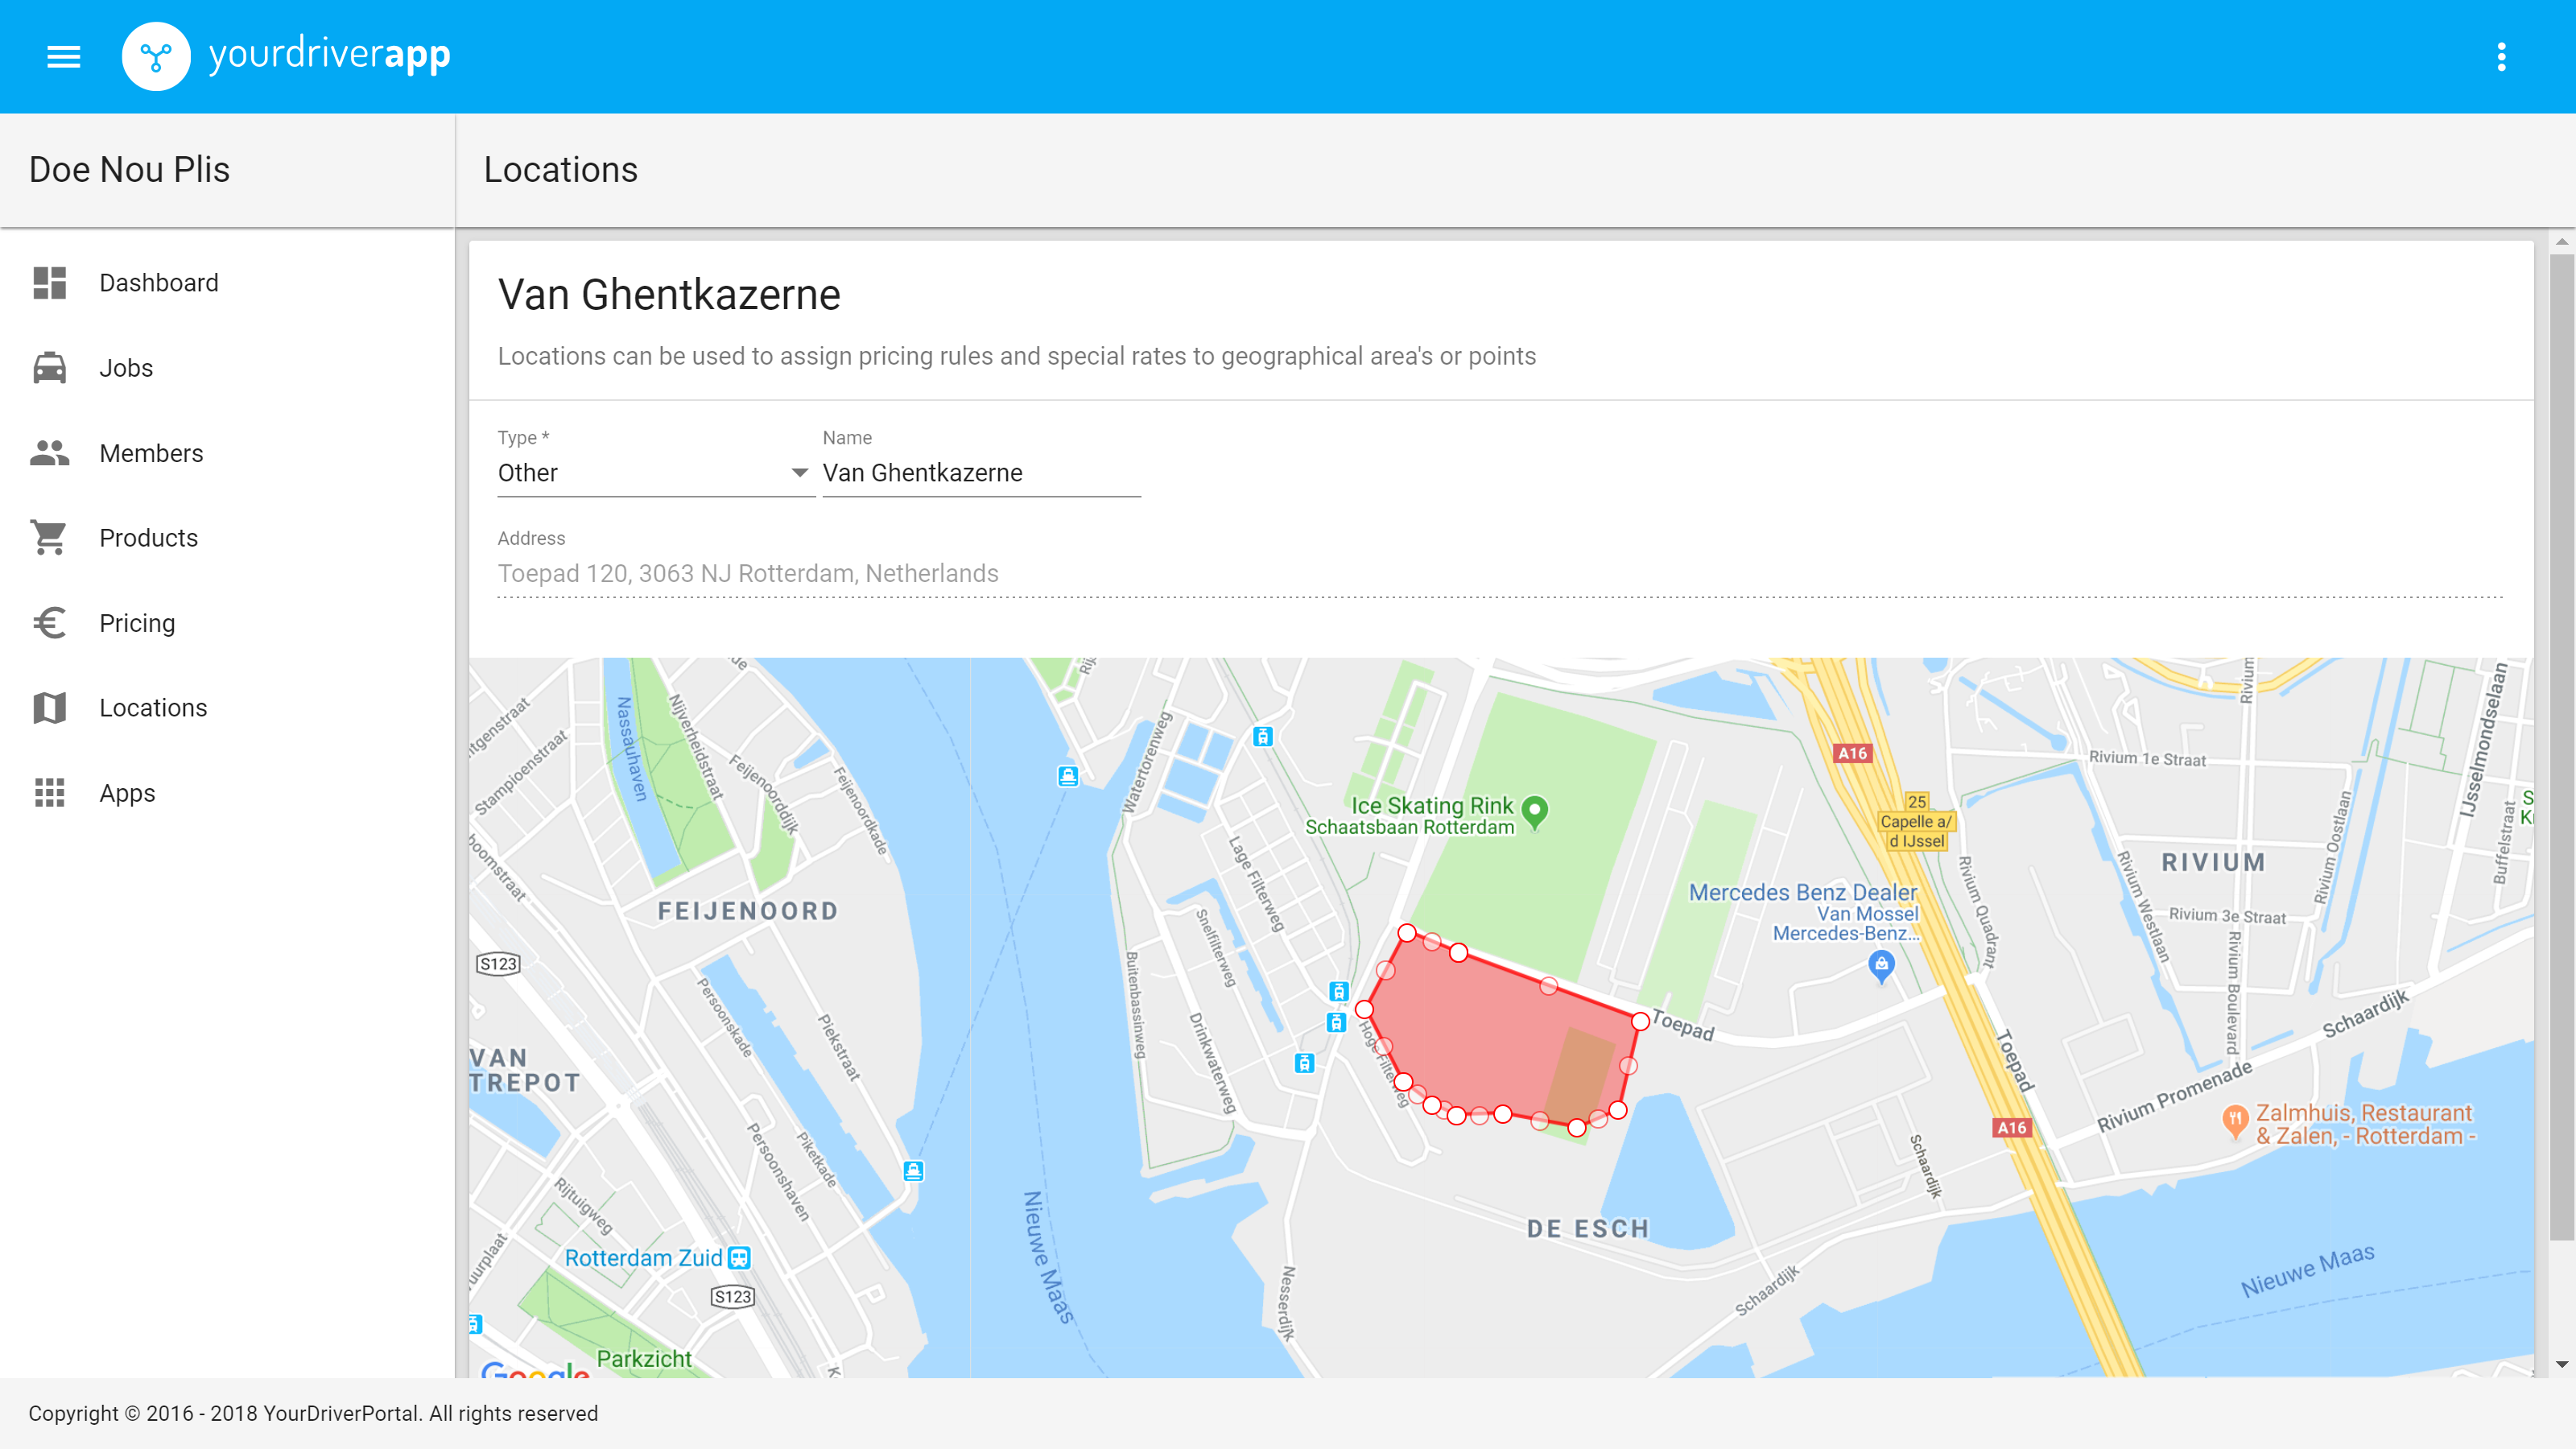 yourdriverapp
Doe Nou Plis
Locations
Dashboard
Jobs
Members
Products
Pricing
Locations
Apps
Van Ghentkazerne
Locations can be used to assign pricing rules and special rates to geographical area's or points
Type *
Other
Name
Van Ghentkazerne
Address
Toepad 120, 3063 NJ Rotterdam, Netherlands
Nassauhaven
Nijverheidstraat
Stampioenstraat
Feijenoorddijk
Feijenoordkade
FEIJENOORD
S123
VAN
TREPOT
Persoonskade
Piekstraat
Persoonshaven
Piketkade
Rijtuigweg
Rotterdam Zuid
S123
Parkzicht
Google
Nieuwe Maas
Watertorenweg
Lage Filterweg
Snelfilterweg
Buitenbassinweg
Drinkwaterweg
Hoge Filterweg
Nesserdijk
Ice Skating Rink
Schaatsbaan Rotterdam
Toepad
DE ESCH
Schaardijk
Mercedes Benz Dealer
Van Mossel
Mercedes-Benz...
A16
25
Capelle a/
d IJssel
Rivium Quadrant
Toepad
A16
Schaardijk
RIVIUM
Rivium 1e Straat
Rivium Westlaan
Rivium 3e Straat
Rivium Oostlaan
Rivium Boulevard
Rivium
IJsselmondselaan
Buffelstraat
Schaardijk
Rivium Promenade
Zalmhuis, Restaurant
& Zalen, - Rotterdam -
Nieuwe Maas
Copyright © 2016 - 2018 YourDriverPortal. All rights reserved